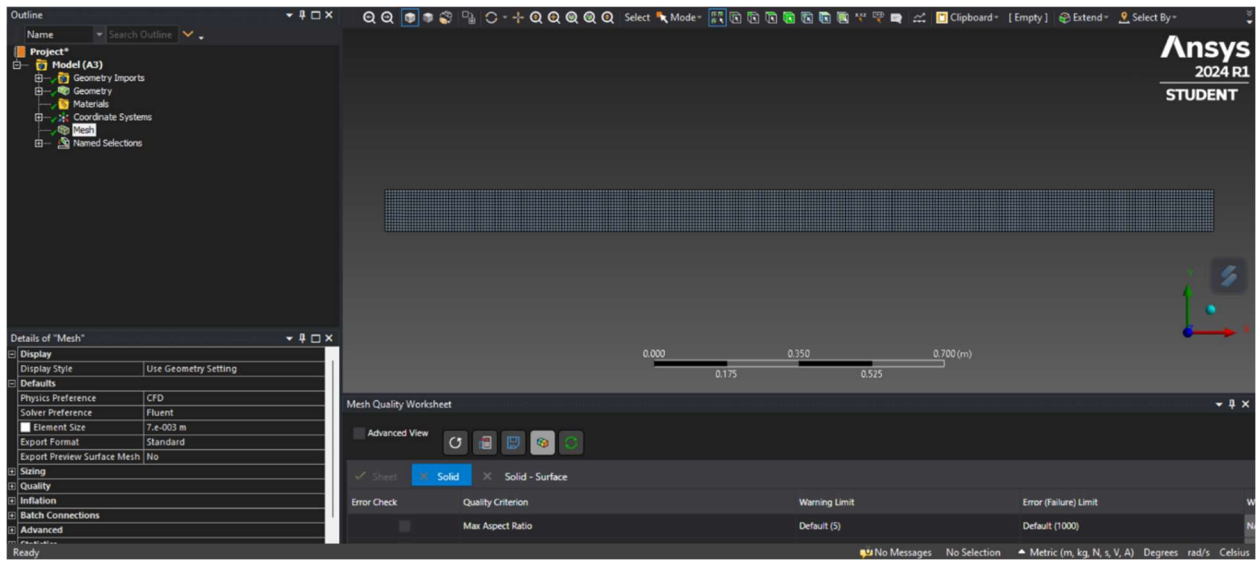 Outline
Name Search Outline
Project*
Model (A3)
Geometry Imports
Geometry
Materials
Coordinate Systems
Mesh
Named Selections
Select Mode Clipboard [Empty] Extend Select By
Ansys
2024 R1
STUDENT
Y
X
0.000 0.350 0.700 (m)
0.175 0.525
Details of "Mesh"
Display
Display Style Use Geometry Setting
Defaults
Physics Preference CFD
Solver Preference Fluent
Element Size 7.e-003 m
Export Format Standard
Export Preview Surface Mesh No
Sizing
Quality
Inflation
Batch Connections
Advanced
Statistics
Mesh Quality Worksheet
Advanced View
Sheet Solid Solid - Surface
Error Check Quality Criterion Warning Limit Error (Failure) Limit
Max Aspect Ratio Default (5) Default (1000)
Ready No Messages No Selection Metric (m, kg, N, s, V, A) Degrees rad/s Celsius